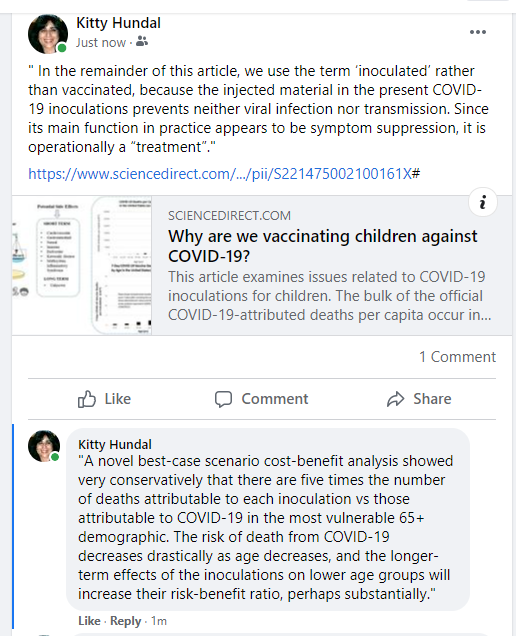 Kitty Hundal
Just now ·
" In the remainder of this article, we use the term 'inoculated' rather
than vaccinated, because the injected material in the present COVID-
19 inoculations prevents neither viral infection nor transmission. Since
its main function in practice appears to be symptom suppression, it is
operationally a “treatment”."
https://www.sciencedirect.com/.../pii/S221475002100161X#
SCIENCEDIRECT.COM
Why are we vaccinating children against
COVID-19?
This article examines issues related to COVID-19
inoculations for children. The bulk of the official
COVID-19-attributed deaths per capita occur in...
1 Comment
Like
Comment
Share
Kitty Hundal
"A novel best-case scenario cost-benefit analysis showed
very conservatively that there are five times the number
of deaths attributable to each inoculation vs those
attributable to COVID-19 in the most vulnerable 65+
demographic. The risk of death from COVID-19
decreases drastically as age decreases, and the longer-
term effects of the inoculations on lower age groups will
increase their risk-benefit ratio, perhaps substantially."
Like · Reply · 1m